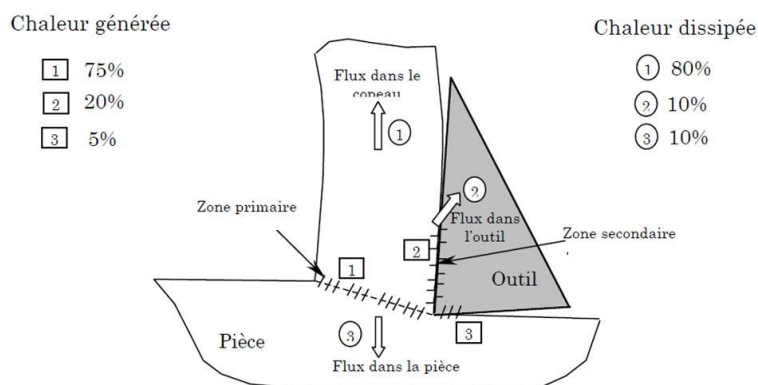 Chaleur générée
1 75%
2 20%
3 5%
Chaleur dissipée
1 80%
2 10%
3 10%
Flux dans le
copeau
1
2
Zone primaire
Flux dans
l'outil
Zone secondaire
2
1
Outil
3
3
Pièce
Flux dans la pièce